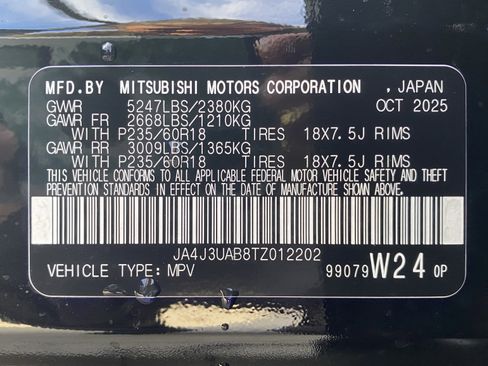 MFD.BY MITSUBISHI MOTORS CORPORATION , JAPAN
GVWR 5247LBS/2380KG OCT 2025
GAWR FR 2668LBS/1210KG
WITH P235/60R18 TIRES 18X7.5J RIMS
GAWR RR 3009LBS/1365KG
WITH P235/60R18 TIRES 18X7.5J RIMS
THIS VEHICLE CONFORMS TO ALL APPLICABLE FEDERAL MOTOR VEHICLE SAFETY AND THEFT
PREVENTION STANDARDS IN EFFECT ON THE DATE OF MANUFACTURE SHOWN ABOVE.
JA4J3UAB8TZ012202
VEHICLE TYPE:MPV 99079 W24 0P